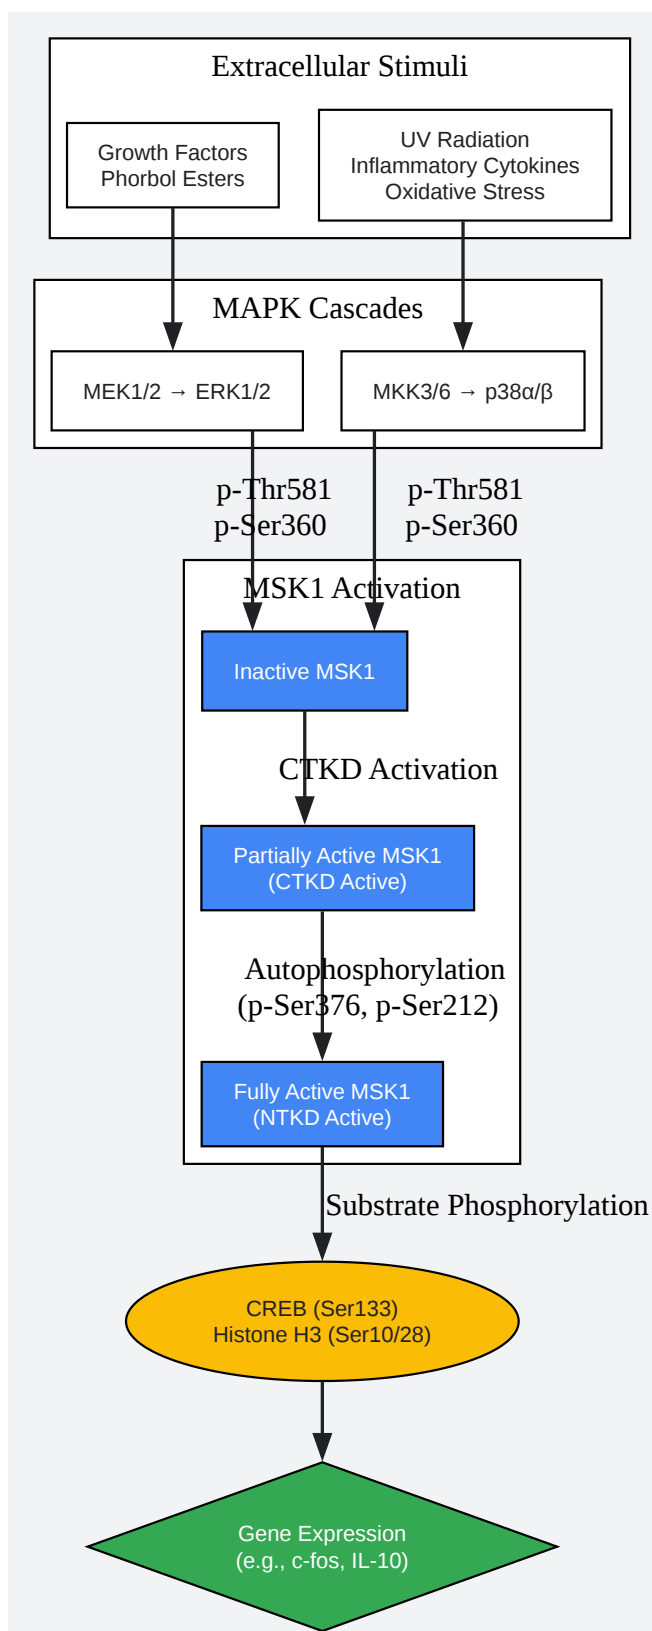 Extracellular Stimuli
Growth Factors
Phorbol Esters
UV Radiation
Inflammatory Cytokines
Oxidative Stress
MAPK Cascades
MEK1/2 → ERK1/2
MKK3/6 → p38α/β
p-Thr581
p-Ser360
p-Thr581
p-Ser360
MSK1 Activation
Inactive MSK1
CTKD Activation
Partially Active MSK1
(CTKD Active)
Autophosphorylation
(p-Ser376, p-Ser212)
Fully Active MSK1
(NTKD Active)
Substrate Phosphorylation
CREB (Ser133)
Histone H3 (Ser10/28)
Gene Expression
(e.g., c-fos, IL-10)